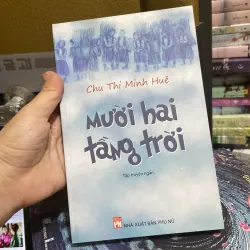 Chu Thị Minh Huệ
Mười hai
tầng trời
Tập truyện ngắn
NHÀ XUẤT BẢN PHỤ NỮ